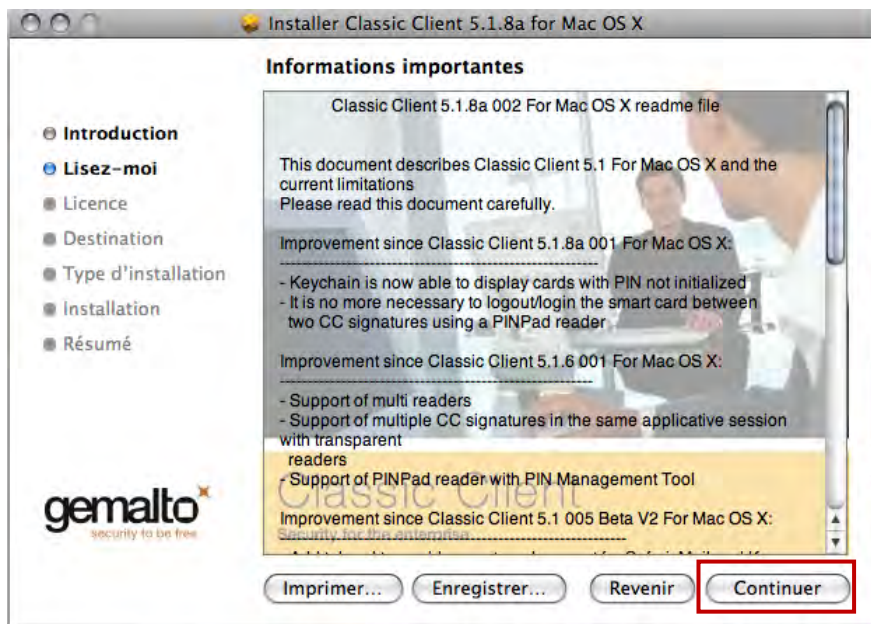 Installer Classic Client 5.1.8a for Mac OS X
Informations importantes
Introduction
Lisez-moi
Licence
Destination
Type d'installation
Installation
Résumé
gemalto
security to be free
Classic Client 5.1.8a 002 For Mac OS X readme file
This document describes Classic Client 5.1 For Mac OS X and the
current limitations
Please read this document carefully.
Improvement since Classic Client 5.1.8a 001 For Mac OS X:
- Keychain is now able to display cards with PIN not initialized
- It is no more necessary to logout/login the smart card between
two CC signatures using a PINPad reader
Improvement since Classic Client 5.1.6 001 For Mac OS X:
- Support of multi readers
- Support of multiple CC signatures in the same applicative session
with transparent
readers
- Support of PINPad reader with PIN Management Tool
Classic Client
Improvement since Classic Client 5.1 005 Beta V2 For Mac OS X:
Security for the enterprise
Imprimer...
Enregistrer...
Revenir
Continuer